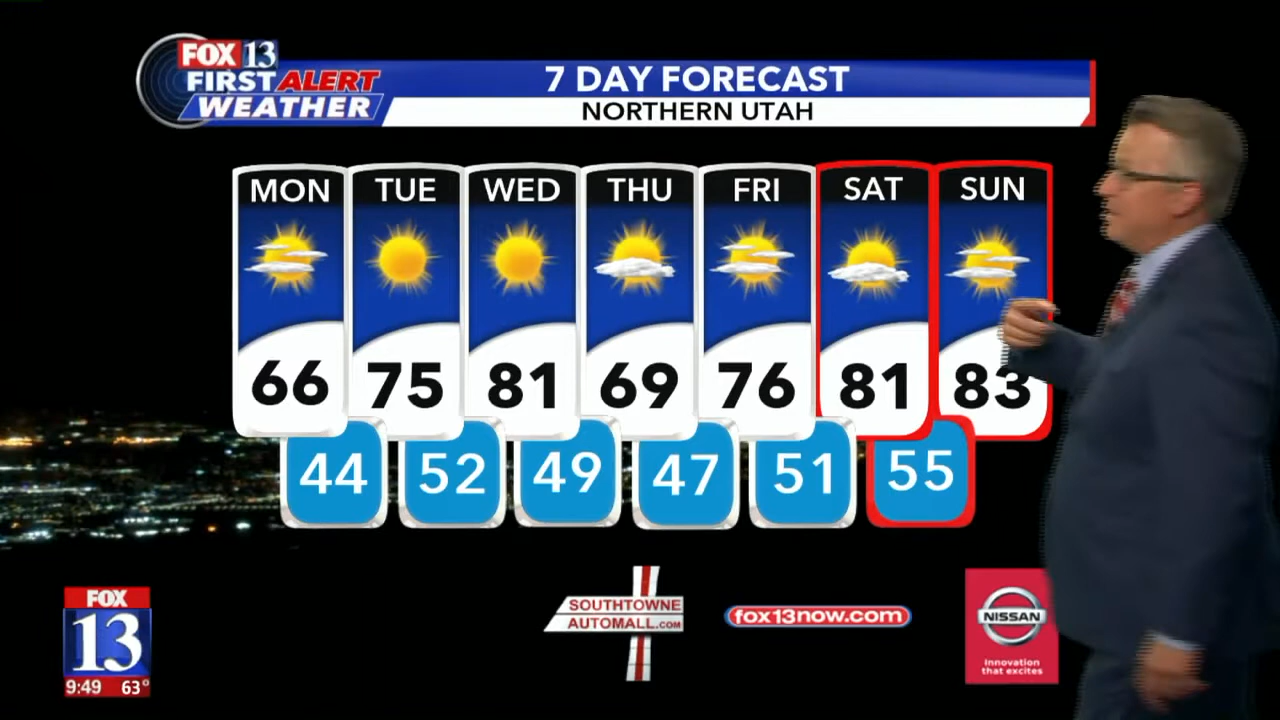 FOX 13
FIRST ALERT
WEATHER
7 DAY FORECAST
NORTHERN UTAH
MON TUE WED THU FRI SAT SUN
66 75 81 69 76 81 83
44 52 49 47 51 55
FOX
13
9:49 63°
SOUTHTOWNE
AUTOMALL.COM
fox13now.com
NISSAN
Innovation
that excites